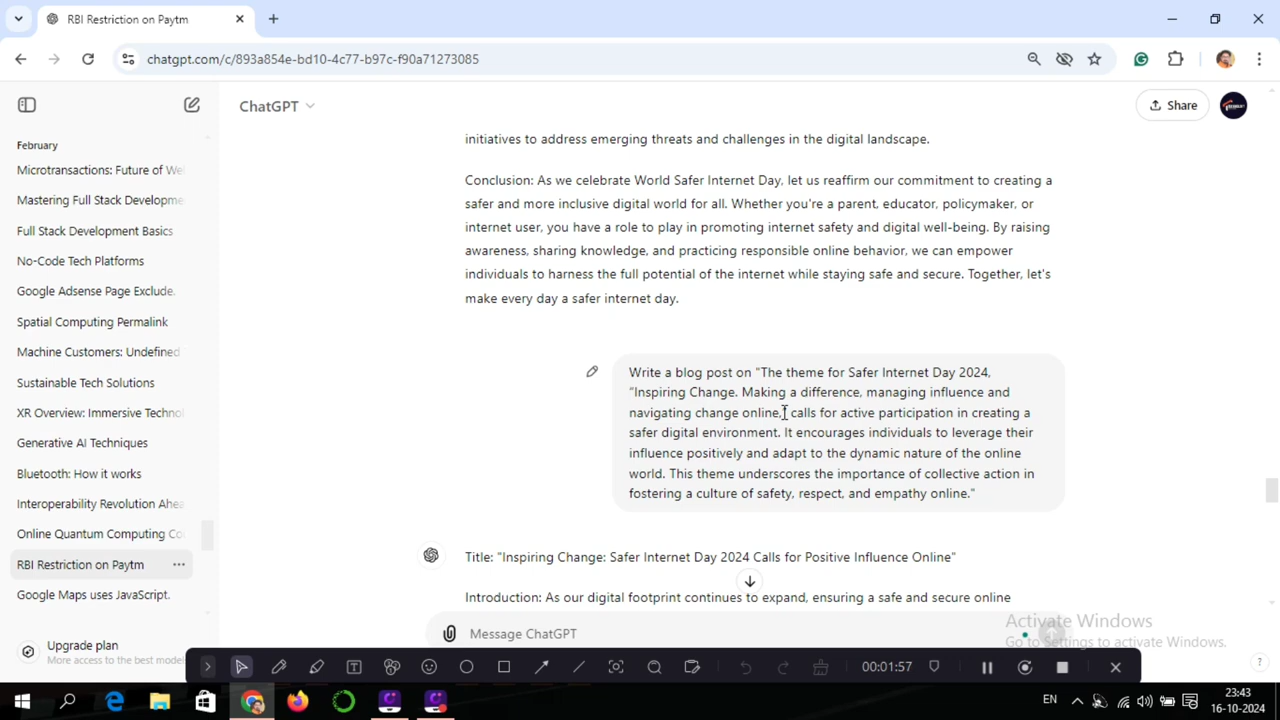 RBI Restriction on Paytm
chatgpt.com/c/893a854e-bd10-4c77-b97c-f90a71273085
ChatGPT
Share
February
Microtransactions: Future of We
Mastering Full Stack Developme
Full Stack Development Basics
No-Code Tech Platforms
Google Adsense Page Exclude.
Spatial Computing Permalink
Machine Customers: Undefined
Sustainable Tech Solutions
XR Overview: Immersive Techno
Generative AI Techniques
Bluetooth: How it works
Interoperability Revolution Ahea
Online Quantum Computing Co
RBI Restriction on Paytm
Google Maps uses JavaScript.
Upgrade plan
More access to the best models
initiatives to address emerging threats and challenges in the digital landscape.
Conclusion: As we celebrate World Safer Internet Day, let us reaffirm our commitment to creating a
safer and more inclusive digital world for all. Whether you're a parent, educator, policymaker, or
internet user, you have a role to play in promoting internet safety and digital well-being. By raising
awareness, sharing knowledge, and practicing responsible online behavior, we can empower
individuals to harness the full potential of the internet while staying safe and secure. Together, let's
make every day a safer internet day.
Write a blog post on "The theme for Safer Internet Day 2024,
"Inspiring Change. Making a difference, managing influence and
navigating change online, calls for active participation in creating a
safer digital environment. It encourages individuals to leverage their
influence positively and adapt to the dynamic nature of the online
world. This theme underscores the importance of collective action in
fostering a culture of safety, respect, and empathy online."
Title: "Inspiring Change: Safer Internet Day 2024 Calls for Positive Influence Online"
Introduction: As our digital footprint continues to expand, ensuring a safe and secure online
Message ChatGPT
Activate Windows
Go to Settings to activate Windows.
00:01:57
EN
23:43
16-10-2024